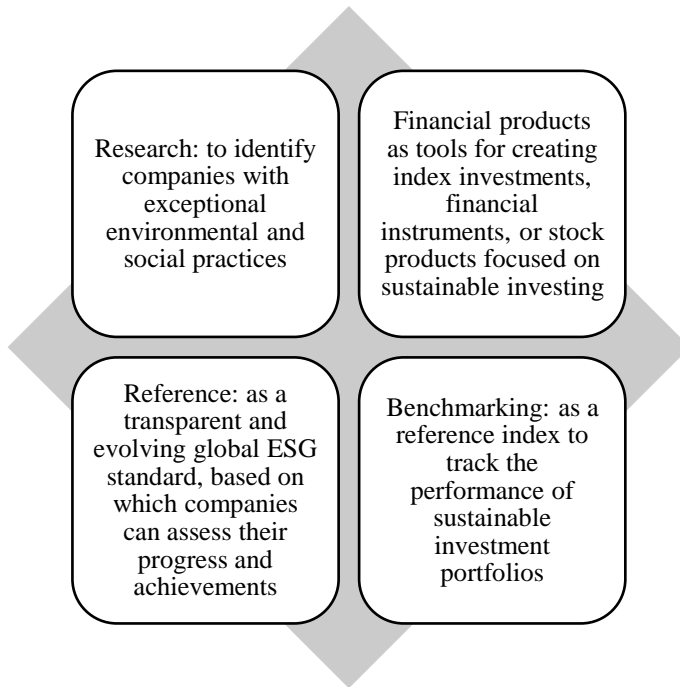 Research: to identify
companies with
exceptional
environmental and
social practices
Financial products
as tools for creating
index investments,
financial
instruments, or stock
products focused on
sustainable investing
Reference: as a
transparent and
evolving global ESG
standard, based on
which companies
can assess their
progress and
achievements
Benchmarking: as a
reference index to
track the
performance of
sustainable
investment
portfolios